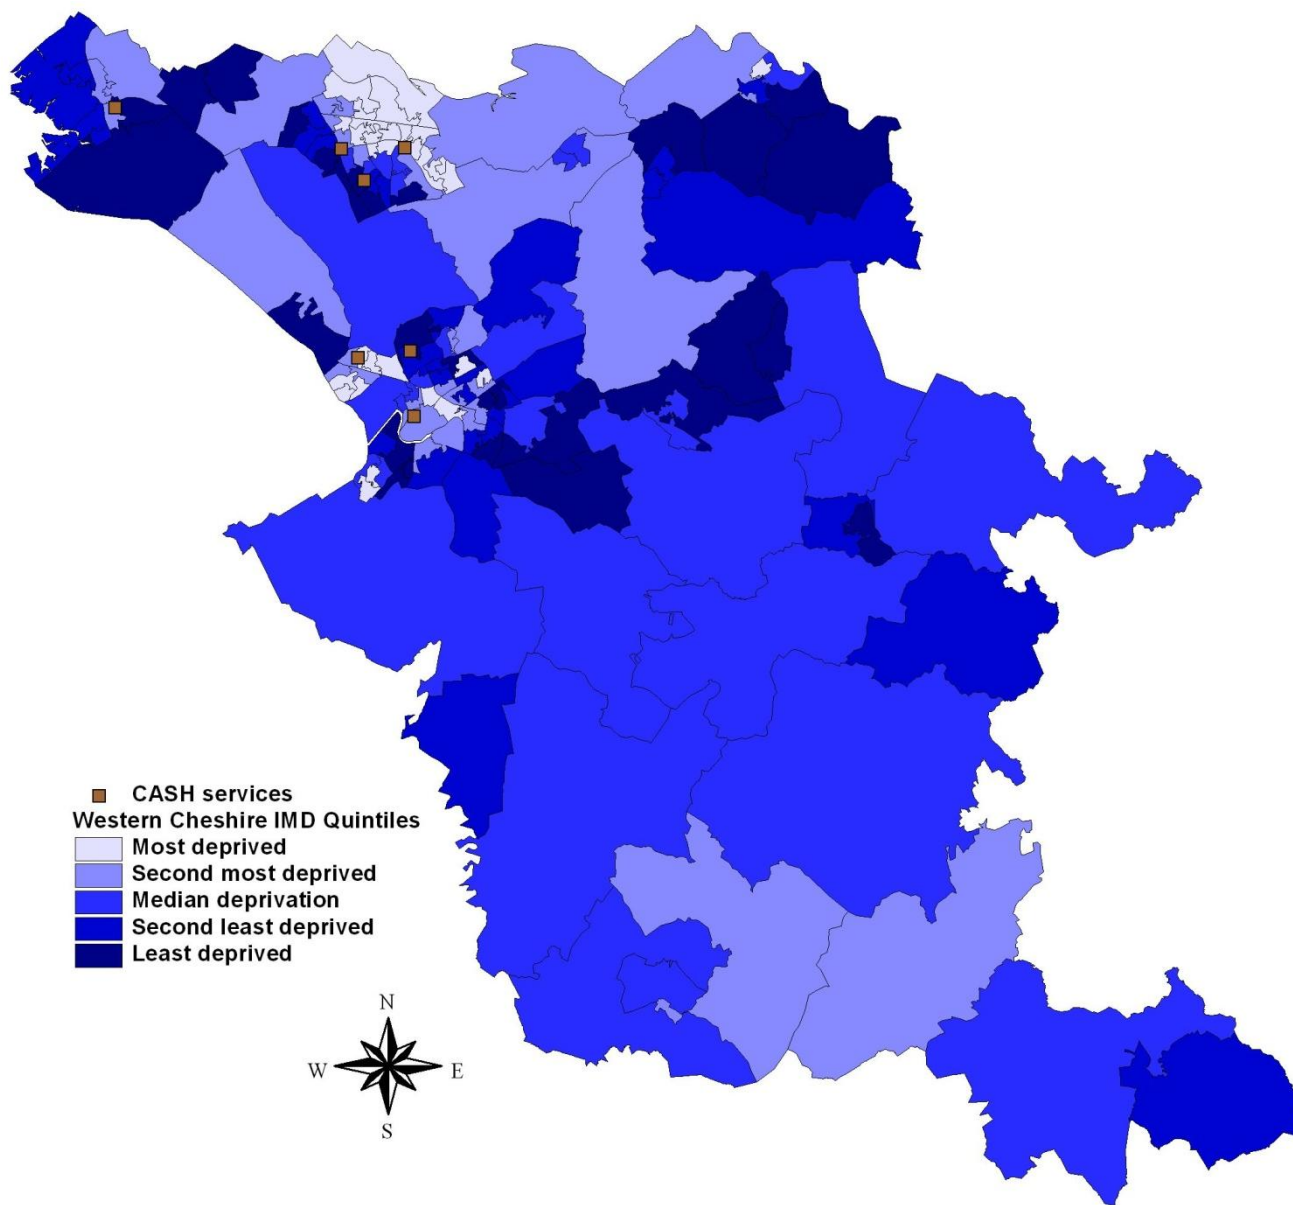 CASH services
Western Cheshire IMD Quintiles
Most deprived
Second most deprived
Median deprivation
Second least deprived
Least deprived
N
W E
S